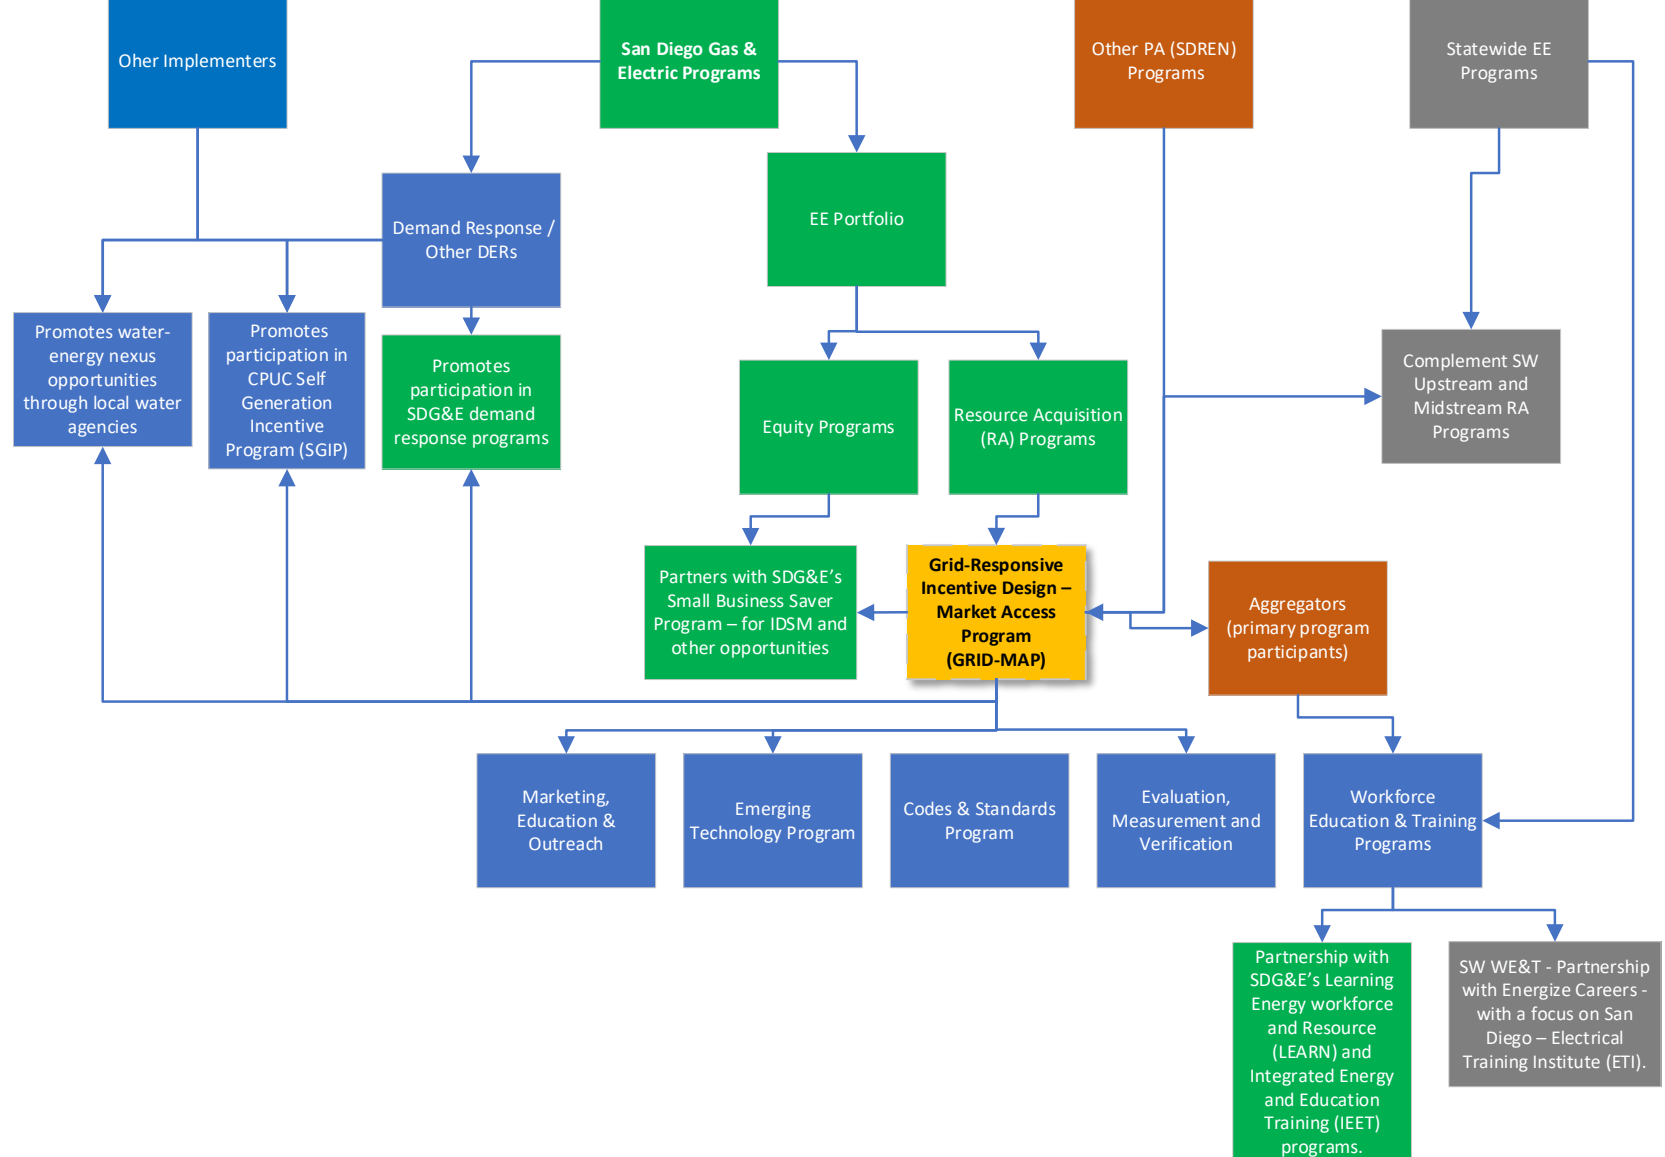 Oher Implementers
San Diego Gas &
Electric Programs
Other PA (SDREN)
Programs
Statewide EE
Programs
Demand Response /
Other DERs
EE Portfolio
Promotes water-
energy nexus
opportunities
through local water
agencies
Promotes
participation in
CPUC Self
Generation
Incentive
Program (SGIP)
Promotes
participation in
SDG&E demand
response programs
Equity Programs
Resource Acquisition
(RA) Programs
Complement SW
Upstream and
Midstream RA
Programs
Partners with SDG&E’s
Small Business Saver
Program – for IDSM and
other opportunities
Grid-Responsive
Incentive Design –
Market Access
Program
(GRID-MAP)
Aggregators
(primary program
participants)
Marketing,
Education &
Outreach
Emerging
Technology Program
Codes & Standards
Program
Evaluation,
Measurement and
Verification
Workforce
Education & Training
Programs
Partnership with
SDG&E’s Learning
Energy workforce
and Resource
(LEARN) and
Integrated Energy
and Education
Training (IEET)
programs.
SW WE&T - Partnership
with Energize Careers -
with a focus on San
Diego – Electrical
Training Institute (ETI).